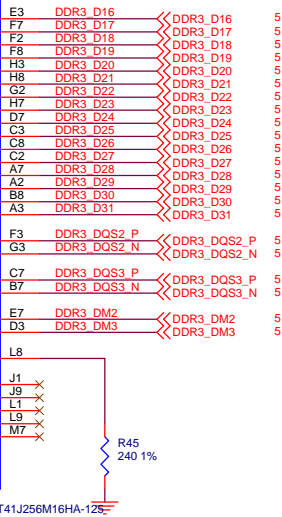 E3 DDR3_D16 DDR3_D16 5
F7 DDR3_D17 DDR3_D17 5
F2 DDR3_D18 DDR3_D18 5
F8 DDR3_D19 DDR3_D19 5
H3 DDR3_D20 DDR3_D20 5
H8 DDR3_D21 DDR3_D21 5
G2 DDR3_D22 DDR3_D22 5
H7 DDR3_D23 DDR3_D23 5
D7 DDR3_D24 DDR3_D24 5
C3 DDR3_D25 DDR3_D25 5
C8 DDR3_D26 DDR3_D26 5
C2 DDR3_D27 DDR3_D27 5
A7 DDR3_D28 DDR3_D28 5
A2 DDR3_D29 DDR3_D29 5
B8 DDR3_D30 DDR3_D30 5
A3 DDR3_D31 DDR3_D31 5
F3 DDR3_DQS2_P DDR3_DQS2_P 5
G3 DDR3_DQS2_N DDR3_DQS2_N 5
C7 DDR3_DQS3_P DDR3_DQS3_P 5
B7 DDR3_DQS3_N DDR3_DQS3_N 5
E7 DDR3_DM2 DDR3_DM2 5
D3 DDR3_DM3 DDR3_DM3 5
L8
J1
J9
L1
L9
M7
R45
240 1%
T41J256M16HA-125